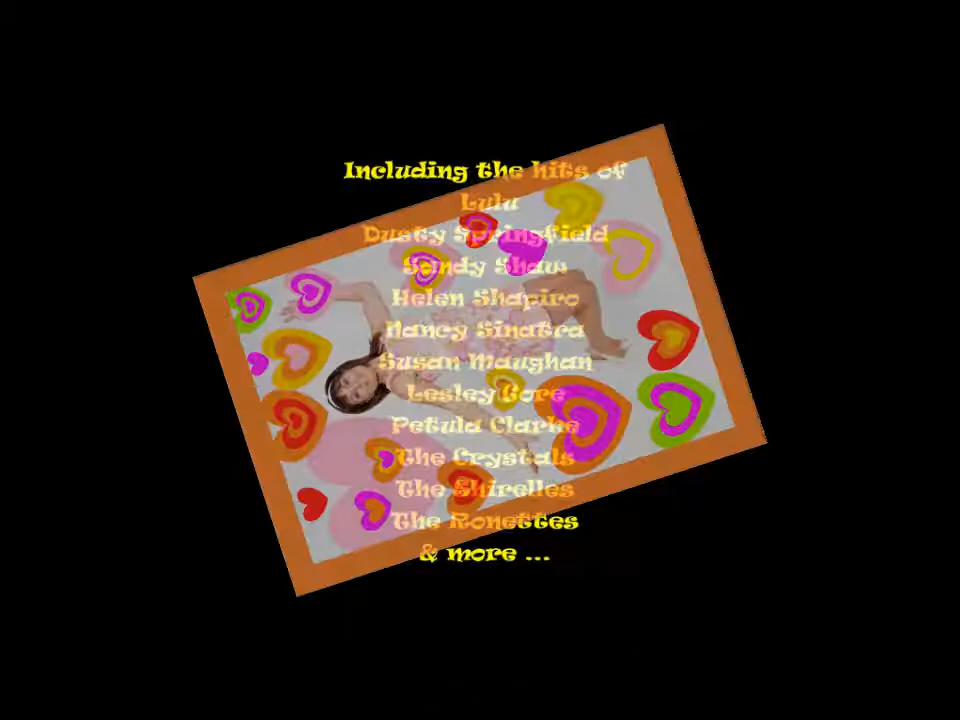 Including the hits of
Lulu
Dusty Springfield
Sandy Shaw
Helen Shapiro
Nancy Sinatra
Susan Maughan
Lesley Gore
Petula Clarke
The Crystals
The Shirelles
The Ronettes
& more ...